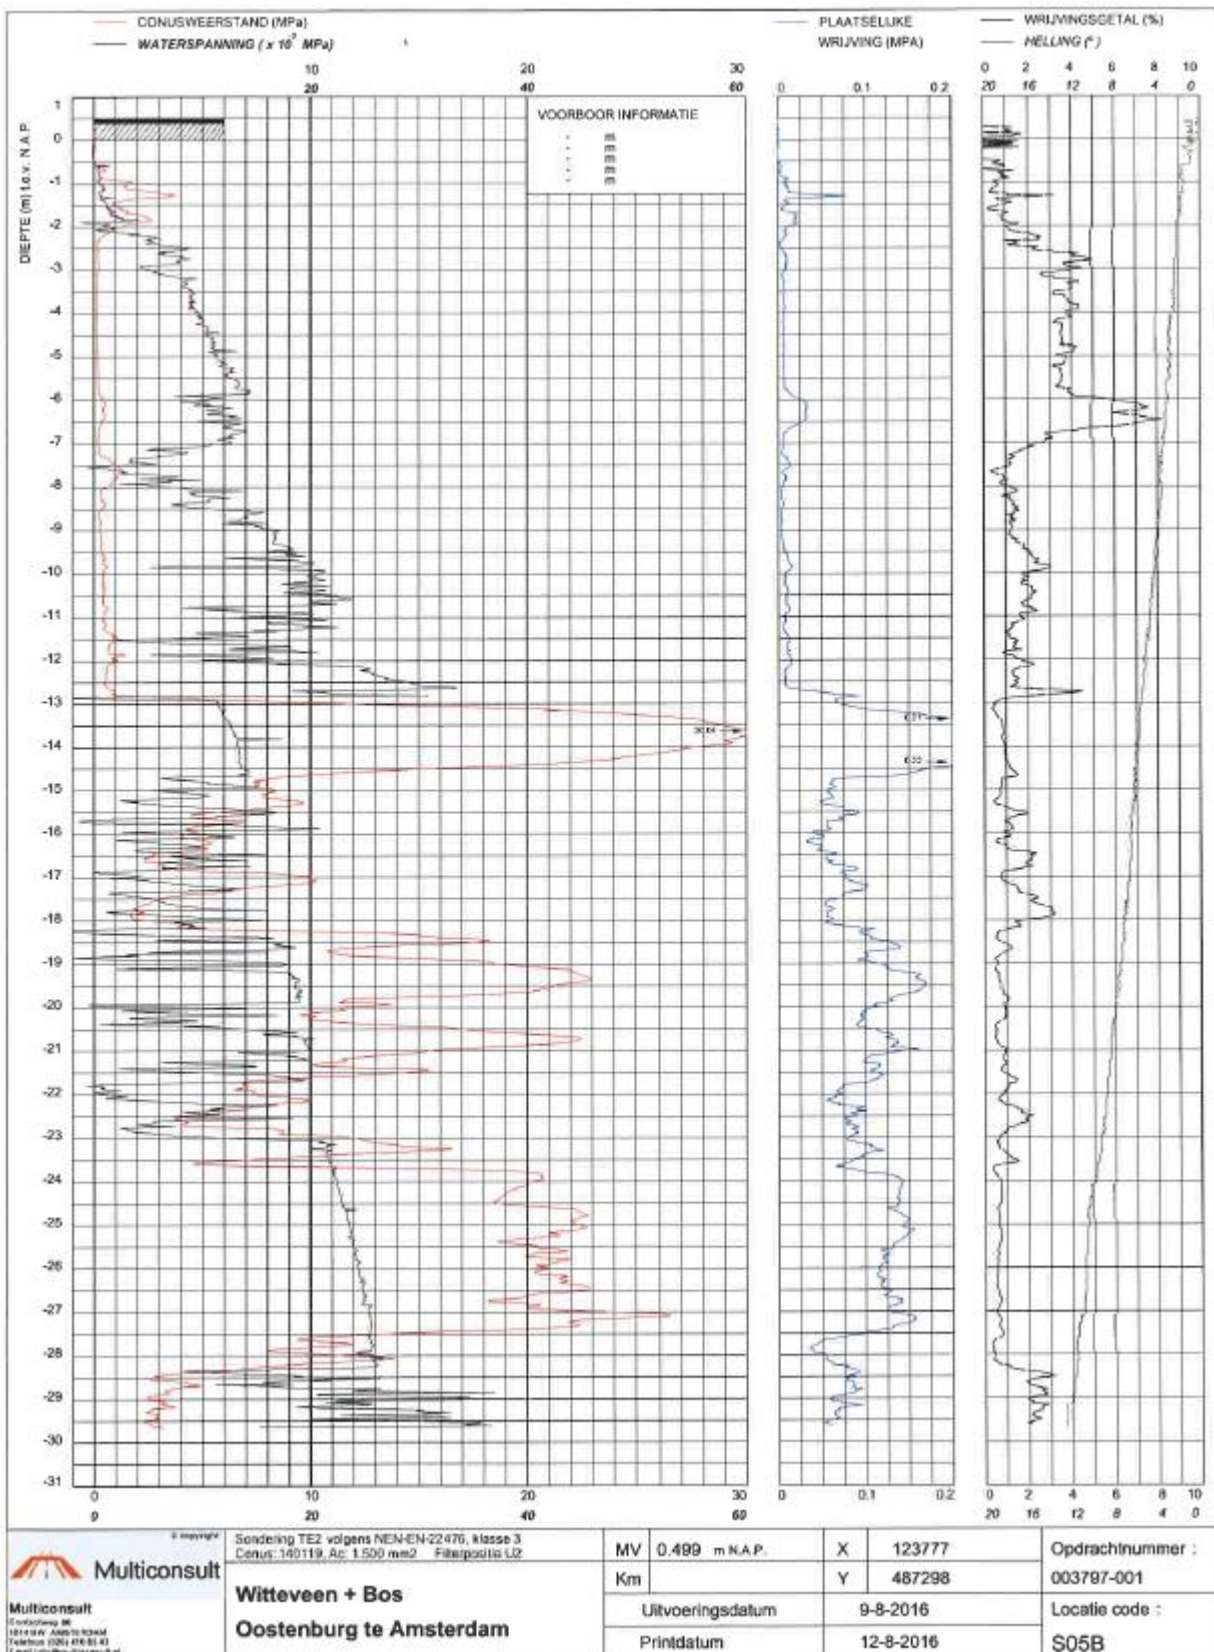 CONUSWEERSTAND (MPa)
WATERSPANNING ( x 10² MPa)
PLAATSELIJKE
WRIJVING (MPA)
WRIJVINGSGETAL (%)
HELLING (°)
10 20 30
20 40 60
0 0.1 0.2
0 2 4 6 8 10
20 16 12 8 4 0
VOORBOOR INFORMATIE
- m
- m
- m
- m
- m
DIEPTE (m) t.o.v. N.A.P.
1
0
-1
-2
-3
-4
-5
-6
-7
-8
-9
-10
-11
-12
-13
-14
-15
-16
-17
-18
-19
-20
-21
-22
-23
-24
-25
-26
-27
-28
-29
-30
-31
0 10 20 30
0 20 40 60
0 0.1 0.2
0 2 4 6 8 10
20 16 12 8 4 0
© copyright
Multiconsult
Multiconsult
Sondering TE2 volgens NEN-EN-22476, klasse 3
Conus: 140119, Ac: 1.500 mm2 Filterpositie U2
Witteveen + Bos
Oostenburg te Amsterdam
MV 0.499 m N.A.P.
Km
X 123777
Y 487298
Uitvoeringsdatum 9-8-2016
Printdatum 12-8-2016
Opdrachtnummer :
003797-001
Locatie code :
S05B